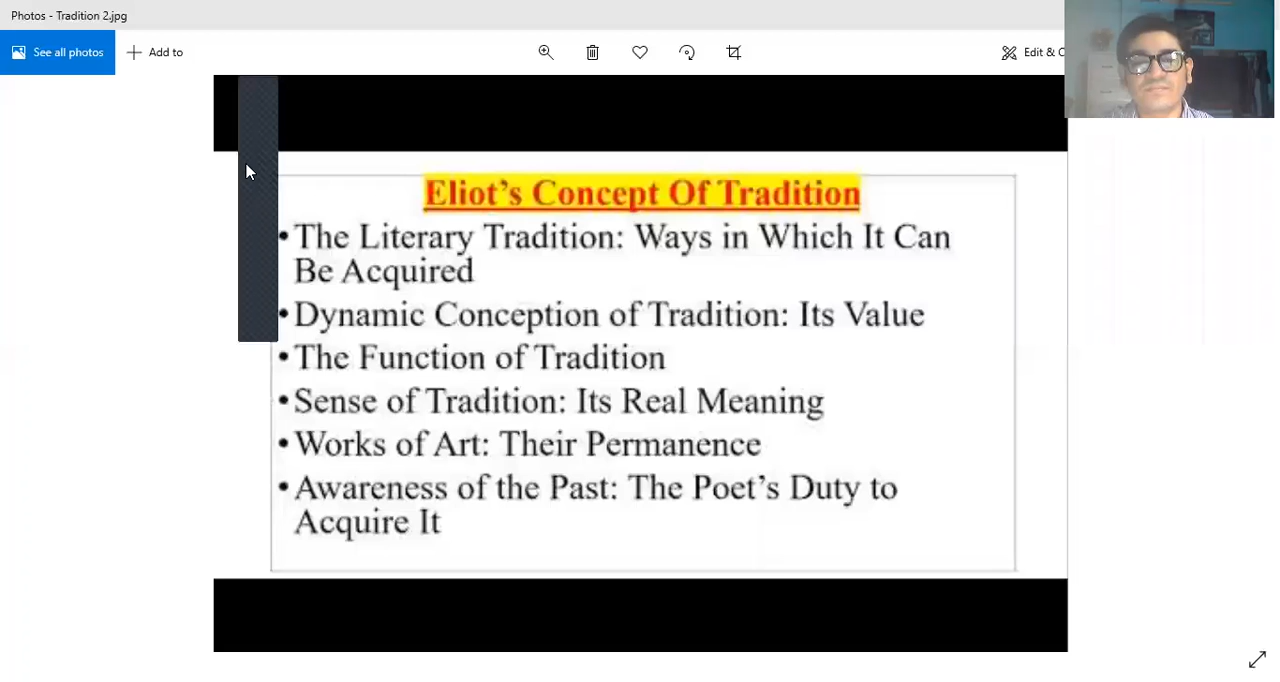 Photos - Tradition 2.jpg
See all photos
Add to
Edit & C
Eliot's Concept Of Tradition
• The Literary Tradition: Ways in Which It Can
Be Acquired
• Dynamic Conception of Tradition: Its Value
• The Function of Tradition
• Sense of Tradition: Its Real Meaning
• Works of Art: Their Permanence
• Awareness of the Past: The Poet's Duty to
Acquire It